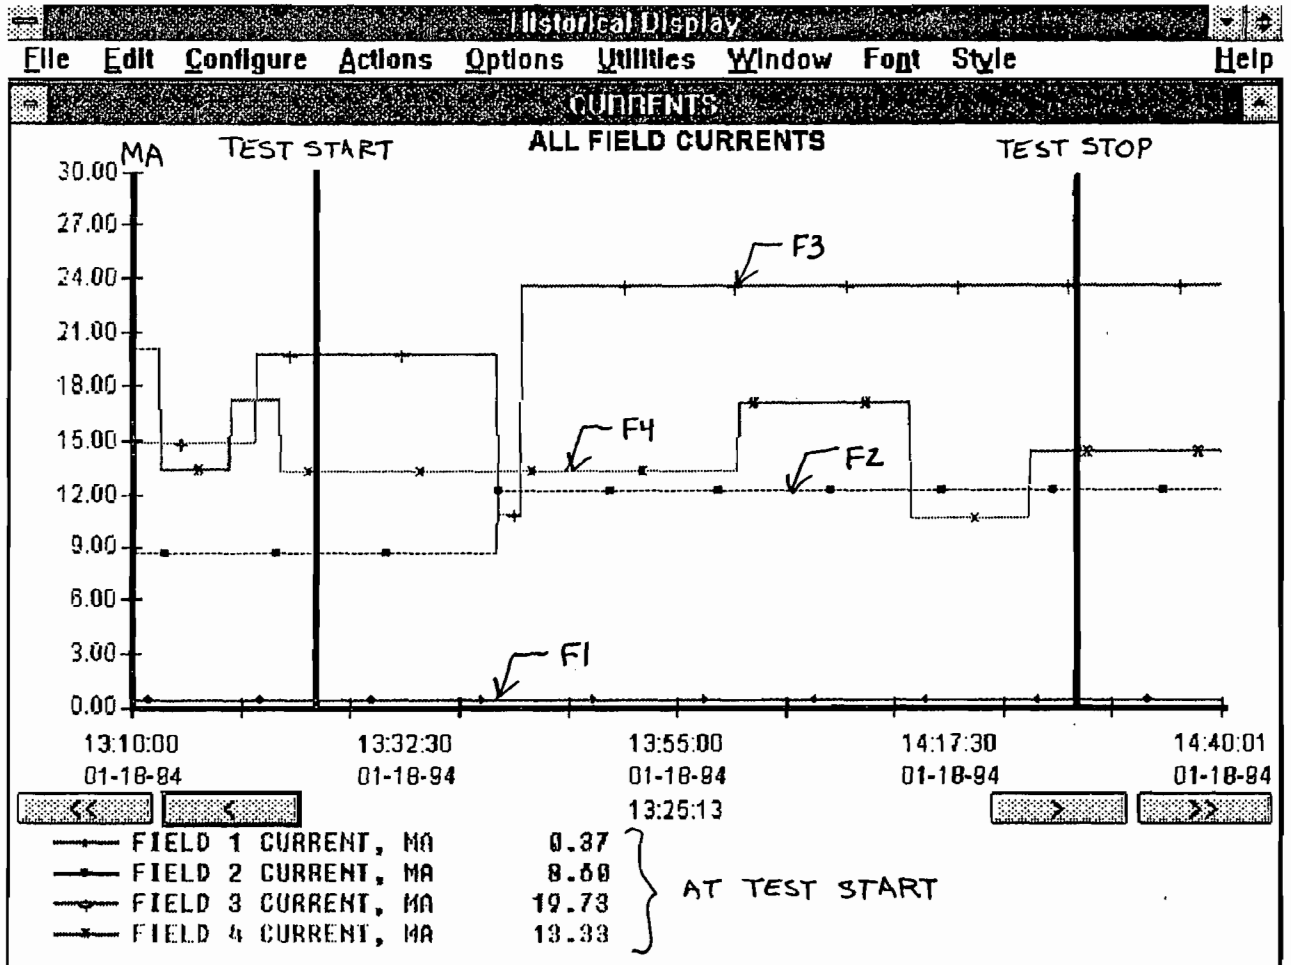 Historical Display
File Edit Configure Actions Options Utilities Window Font Style Help
CURRENTS
ALL FIELD CURRENTS
MA TEST START TEST STOP
30.00
27.00
24.00
21.00
18.00
15.00
12.00
9.00
6.00
3.00
0.00
F3
F4
F2
F1
13:10:00 13:32:30 13:55:00 14:17:30 14:40:01
01-18-94 01-18-94 01-18-94 01-18-94 01-18-94
<< < 13:25:13 > >>
FIELD 1 CURRENT, MA 0.37
FIELD 2 CURRENT, MA 8.60
FIELD 3 CURRENT, MA 19.73
FIELD 4 CURRENT, MA 13.33
AT TEST START